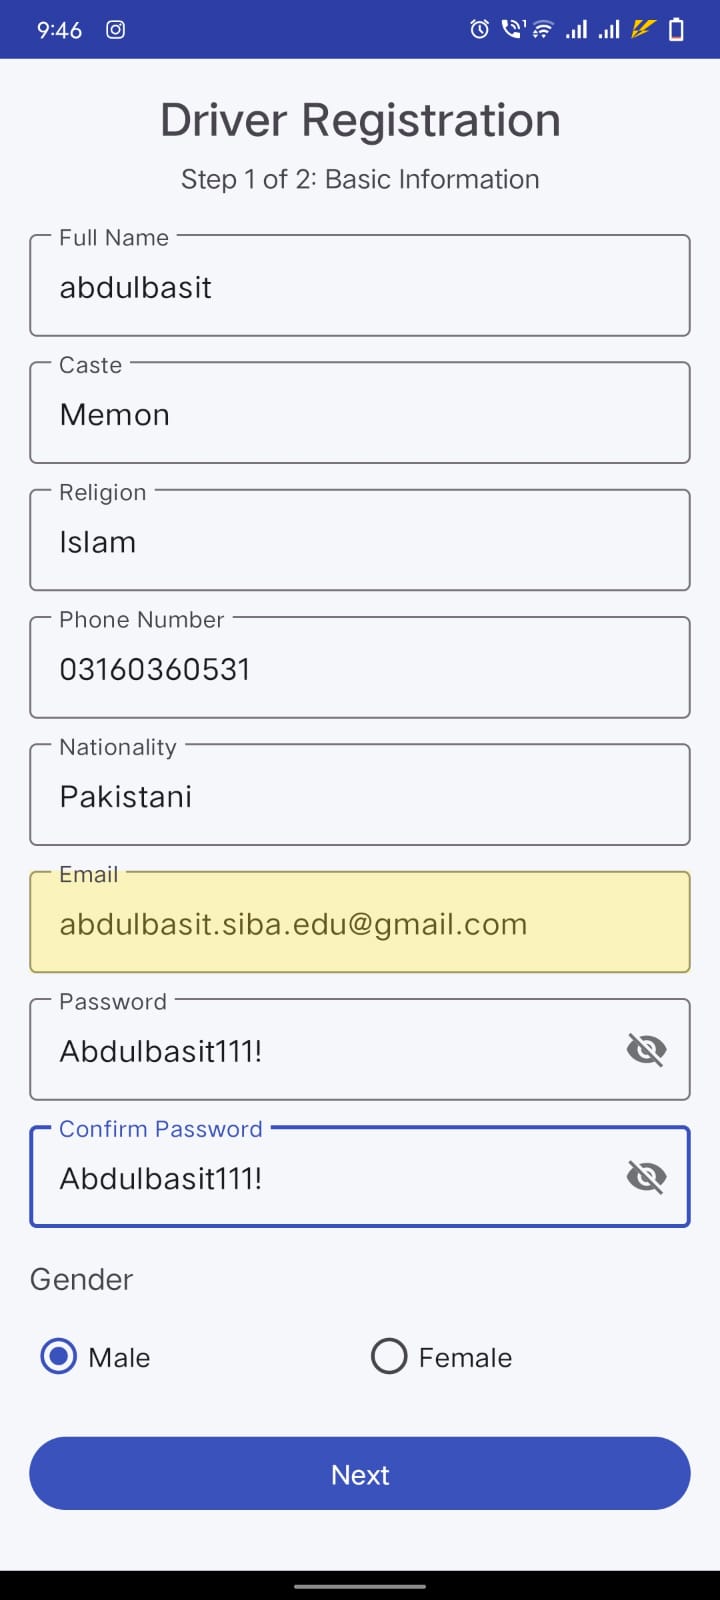 9:46
Driver Registration
Step 1 of 2: Basic Information
Full Name
abdulbasit
Caste
Memon
Religion
Islam
Phone Number
03160360531
Nationality
Pakistani
Email
abdulbasit.siba.edu@gmail.com
Password
Abdulbasit111!
Confirm Password
Abdulbasit111!
Gender
Male Female
Next